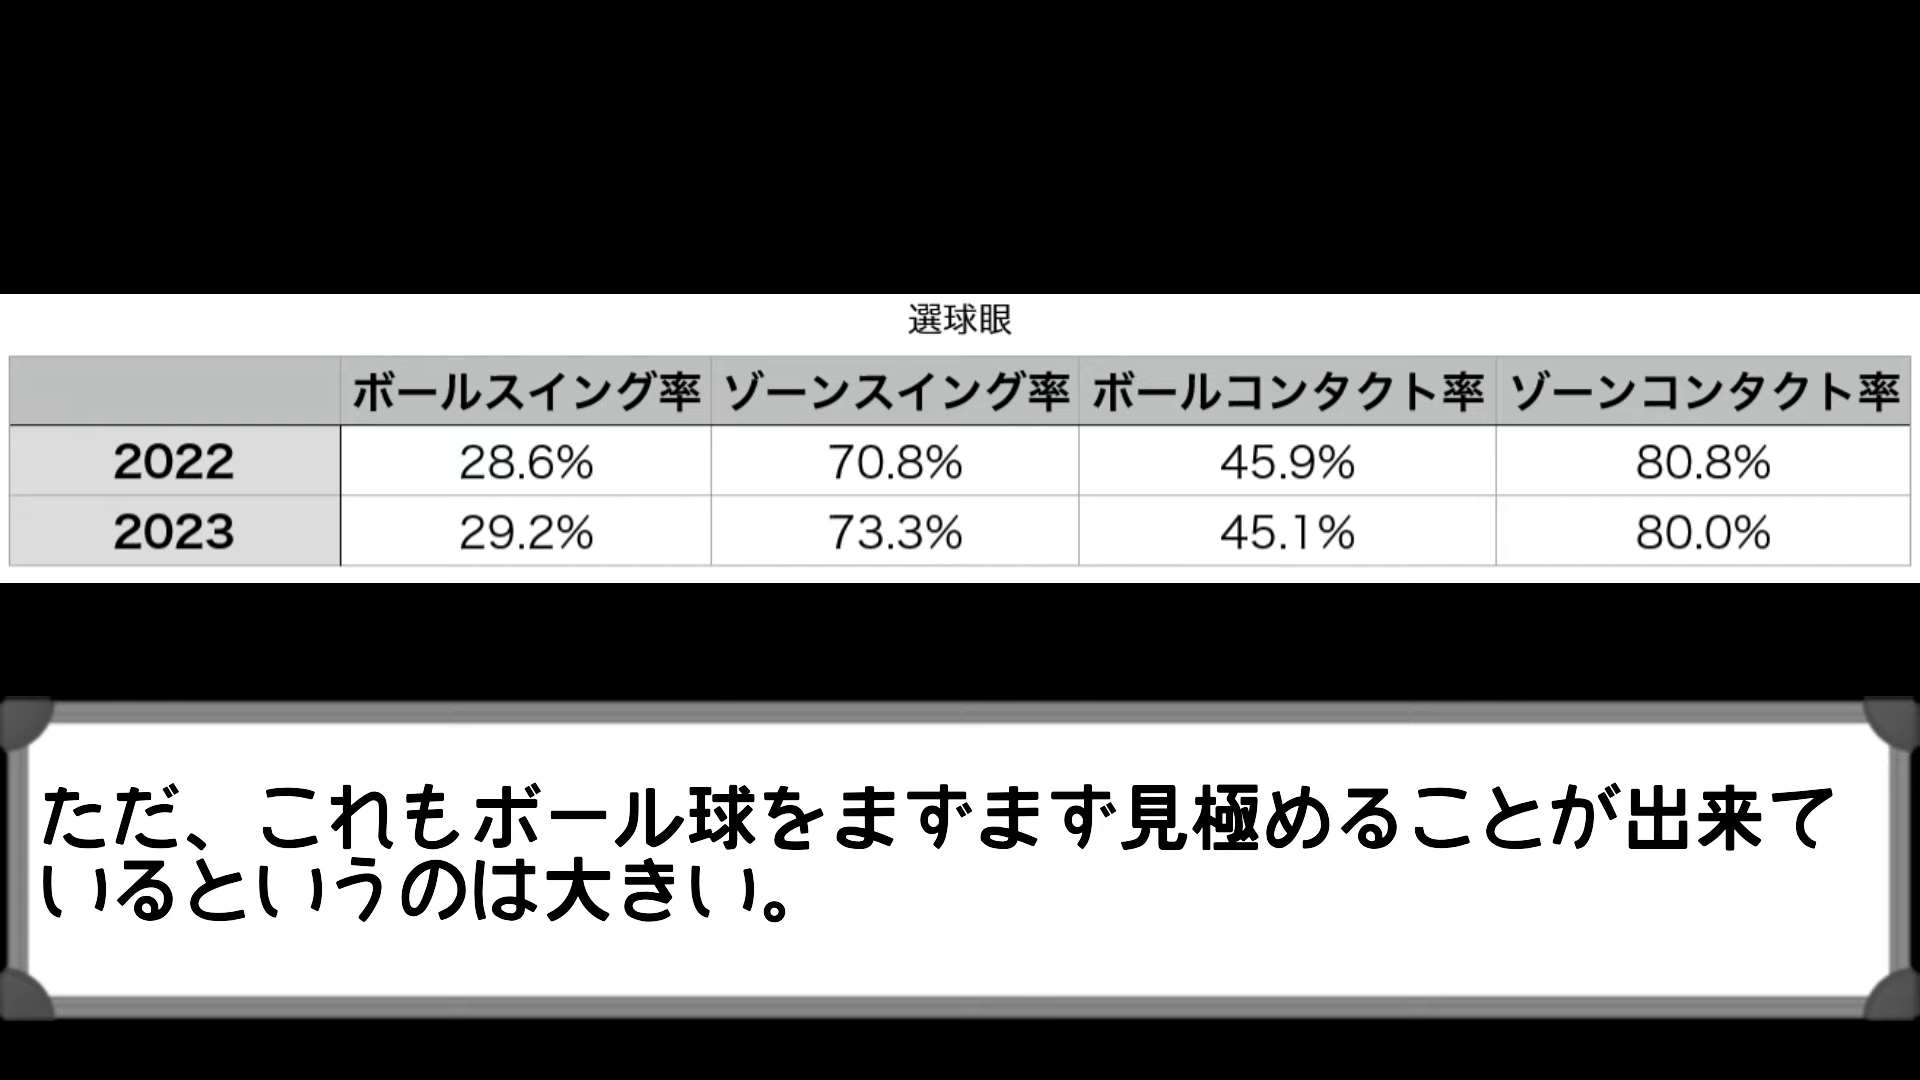 選球眼
ボールスイング率 ゾーンスイング率 ボールコンタクト率 ゾーンコンタクト率
2022 28.6% 70.8% 45.9% 80.8%
2023 29.2% 73.3% 45.1% 80.0%
ただ、これもボール球をまずまず見極めることが出来て
いるというのは大きい。